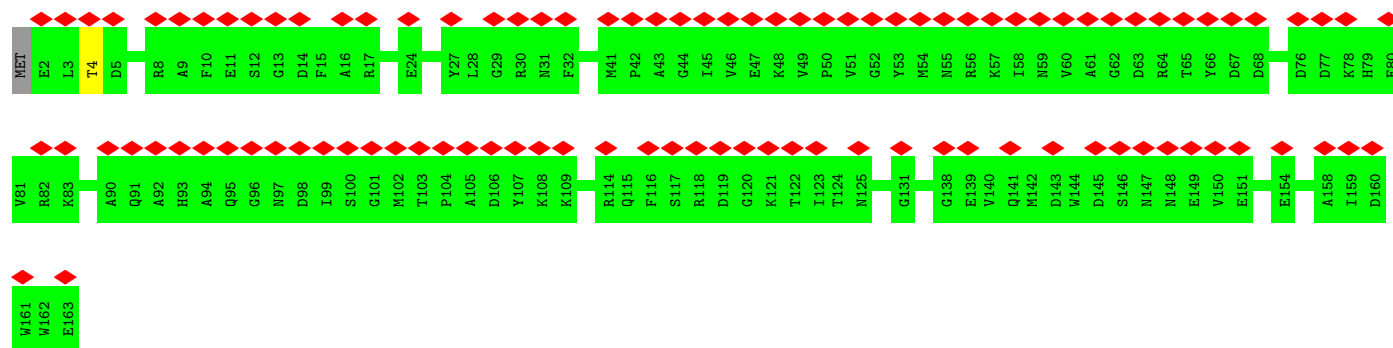 MET E2 L3 T4 D5 R8 A9 F10 E11 S12 G13 D14 F15 A16 R17 E24 Y27 L28 G29 R30 N31 F32 M41 P42 A43 G44 I45 V46 E47 K48 V49 P50 V51 G52 Y53 M54 N55 R56 K57 I58 N59 V60 A61 G62 D63 R64 T65 Y66 D67 D68 D76 D77 K78 H79 E80
V81 R82 K83 A90 Q91 A92 H93 A94 Q95 G96 N97 D98 I99 S100 G101 M102 T103 P104 A105 D106 Y107 K108 K109 R114 Q115 F116 S117 R118 D119 G120 K121 T122 I123 T124 N125 G131 G138 E139 V140 Q141 M142 D143 W144 D145 S146 N147 N148 E149 V150 E151 E154 A158 I159 D160
W161 W162 E163